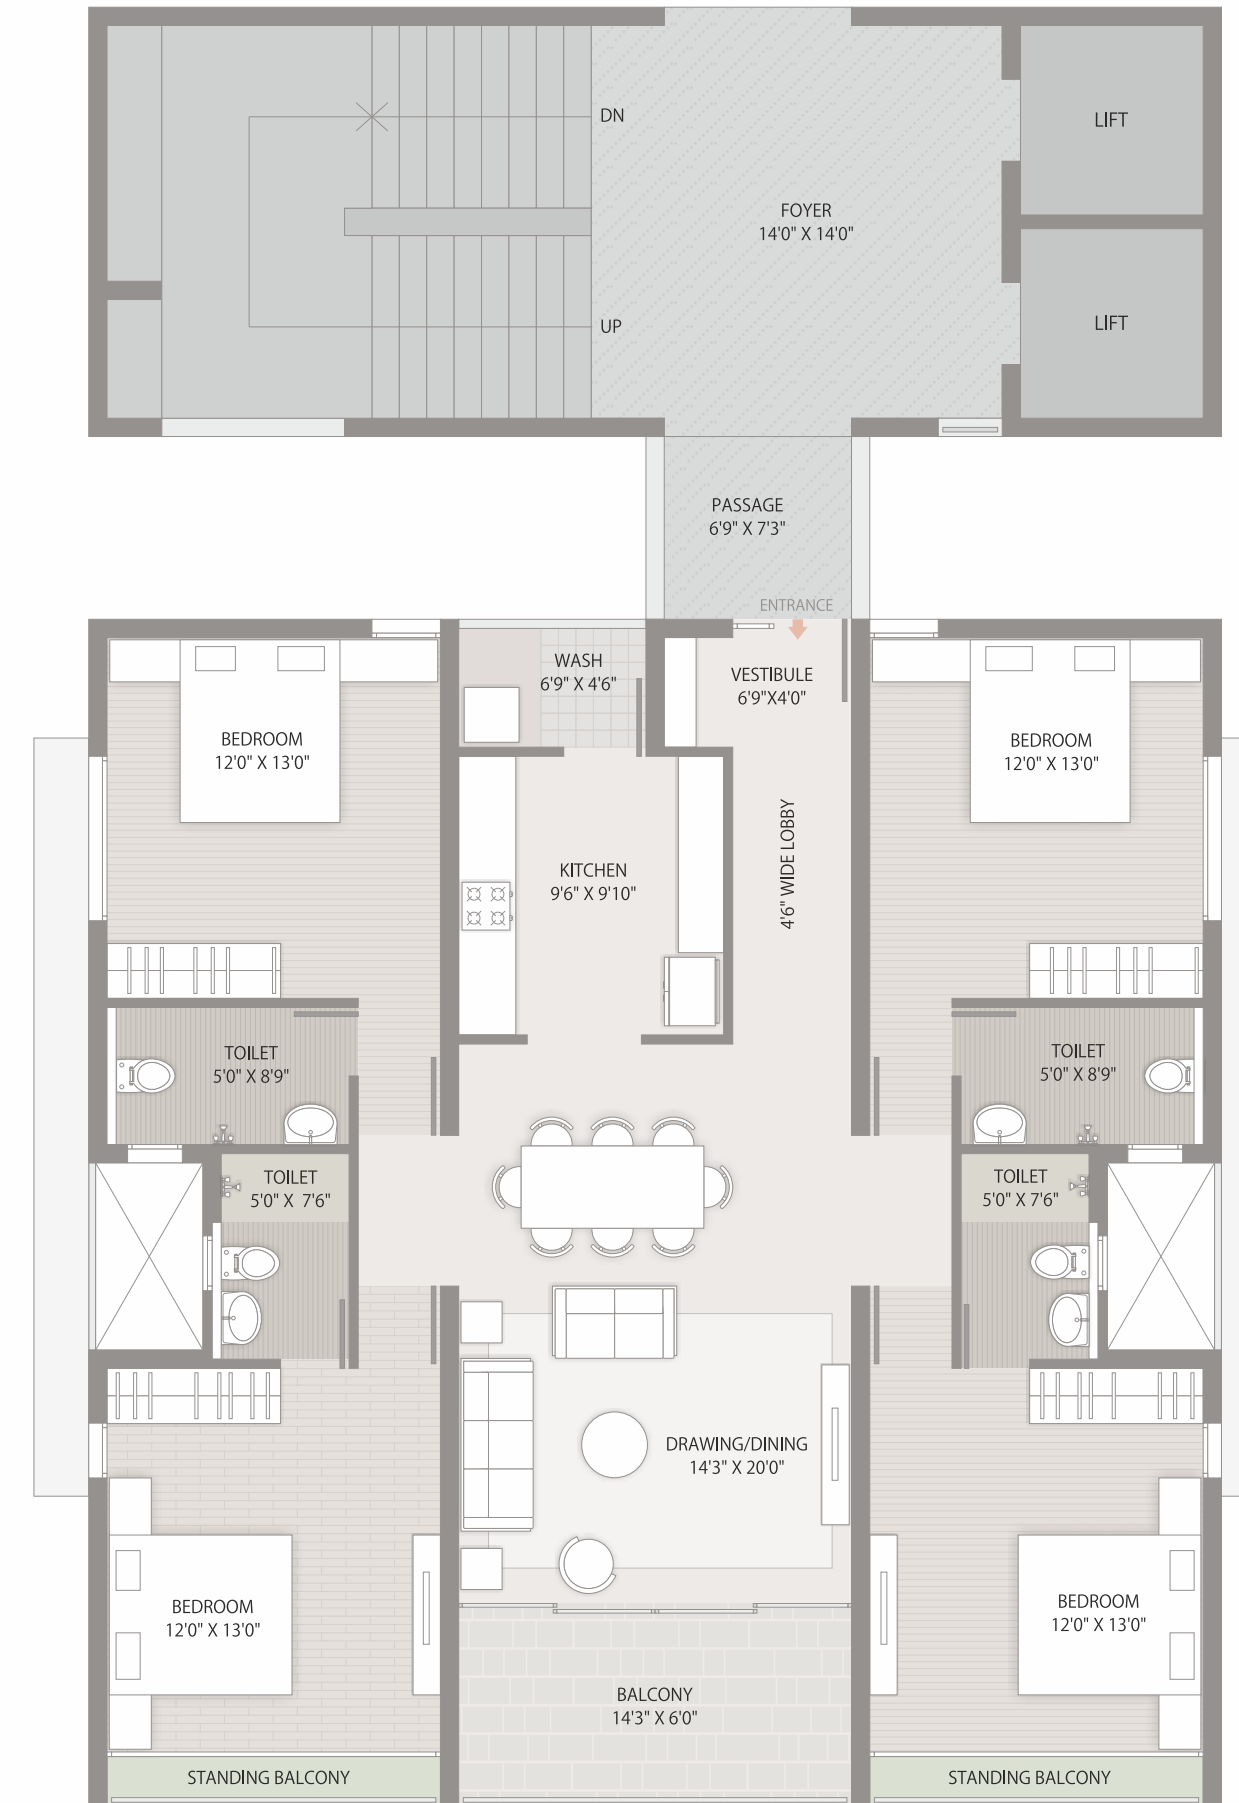 DN
LIFT
FOYER
14'0" X 14'0"
UP
LIFT
PASSAGE
6'9" X 7'3"
ENTRANCE
WASH
6'9" X 4'6"
VESTIBULE
6'9"X4'0"
BEDROOM
12'0" X 13'0"
BEDROOM
12'0" X 13'0"
KITCHEN
9'6" X 9'10"
4'6" WIDE LOBBY
TOILET
5'0" X 8'9"
TOILET
5'0" X 8'9"
TOILET
5'0" X 7'6"
TOILET
5'0" X 7'6"
DRAWING/DINING
14'3" X 20'0"
BEDROOM
12'0" X 13'0"
BEDROOM
12'0" X 13'0"
BALCONY
14'3" X 6'0"
STANDING BALCONY
STANDING BALCONY